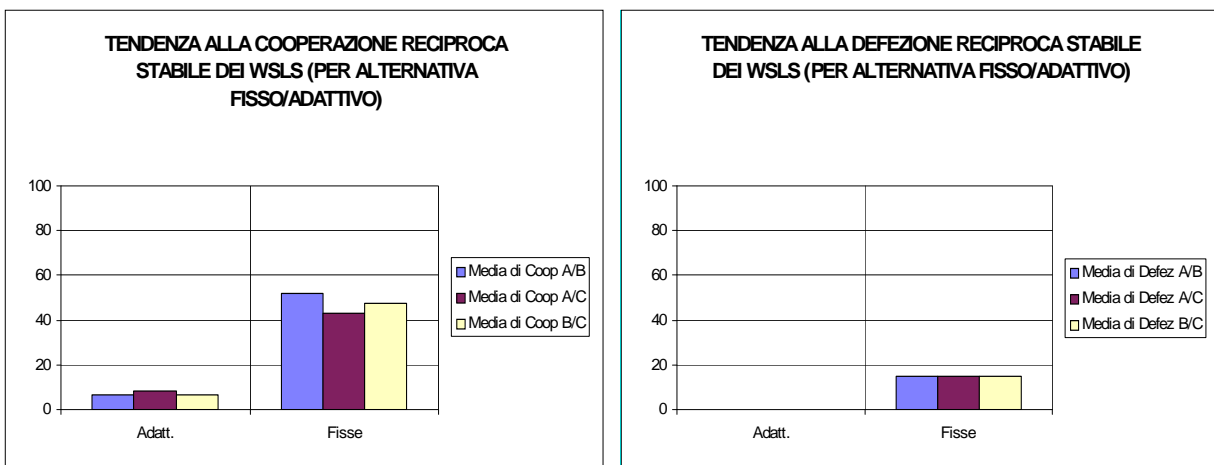 TENDENZA ALLA COOPERAZIONE RECIPROCA
STABILE DEI WSLS (PER ALTERNATIVA
FISSO/ADATTIVO)
100
80
60
40
20
0
Adatt.
Fisse
Media di Coop A/B
Media di Coop A/C
Media di Coop B/C
TENDENZA ALLA DEFEZIONE RECIPROCA STABILE
DEI WSLS (PER ALTERNATIVA FISSO/ADATTIVO)
100
80
60
40
20
0
Adatt.
Fisse
Media di Defez A/B
Media di Defez A/C
Media di Defez B/C